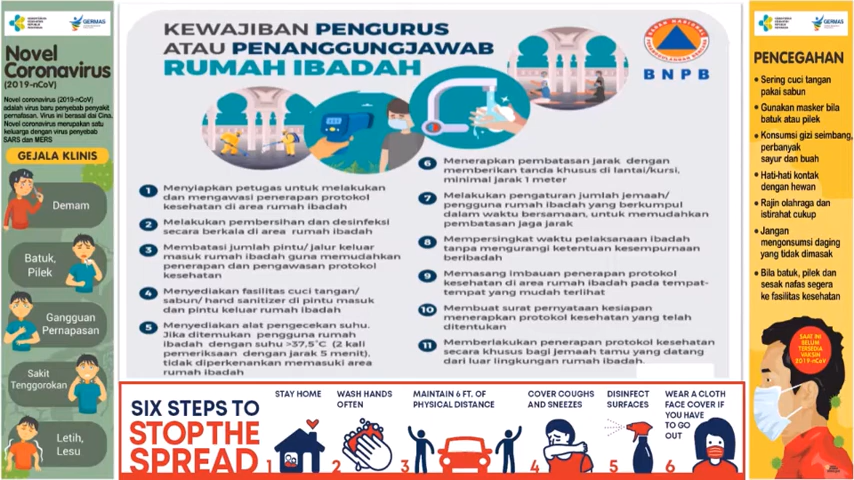 KEMENTERIAN
KESEHATAN
REPUBLIK
INDONESIA
GERMAS
Novel
Coronavirus
(2019-nCoV)
Novel coronavirus (2019-nCoV)
adalah virus baru penyebab penyakit
pernafasan. Virus ini berasal dai Cina.
Novel coronavirus merupakan satu
keluarga dengan virus penyebab
SARS dan MERS
GEJALA KLINIS
Demam
Batuk,
Pilek
Gangguan
Pernapasan
Sakit
Tenggorokan
Letih,
Lesu
KEWAJIBAN PENGURUS
ATAU PENANGGUNGJAWAB
RUMAH IBADAH
BNPB
1 Menyiapkan petugas untuk melakukan
dan mengawasi penerapan protokol
kesehatan di area rumah ibadah
2 Melakukan pembersihan dan desinfeksi
secara berkala di area rumah ibadah
3 Membatasi jumlah pintu/ jalur keluar
masuk rumah ibadah guna memudahkan
penerapan dan pengawasan protokol
kesehatan
4 Menyediakan fasilitas cuci tangan/
sabun/ hand sanitizer di pintu masuk
dan pintu keluar rumah ibadah
5 Menyediakan alat pengecekan suhu.
Jika ditemukan pengguna rumah
ibadah dengan suhu >37,5°C (2 kali
pemeriksaan dengan jarak 5 menit),
tidak diperkenankan memasuki area
rumah ibadah
6 Menerapkan pembatasan jarak dengan
memberikan tanda khusus di lantai/kursi,
minimal jarak 1 meter
7 Melakukan pengaturan jumlah jemaah/
pengguna rumah ibadah yang berkumpul
dalam waktu bersamaan, untuk memudahkan
pembatasan jaga jarak
8 Mempersingkat waktu pelaksanaan ibadah
tanpa mengurangi ketentuan kesempurnaan
beribadah
9 Memasang imbauan penerapan protokol
kesehatan di area rumah ibadah pada tempat-
tempat yang mudah terlihat
10 Membuat surat pernyataan kesiapan
menerapkan protokol kesehatan yang telah
ditentukan
11 Memberlakukan penerapan protokol kesehatan
secara khusus bagi jemaah tamu yang datang
dari luar lingkungan rumah ibadah
SIX STEPS TO
STOP THE
SPREAD
STAY HOME
1
WASH HANDS
OFTEN
2
MAINTAIN 6 FT. OF
PHYSICAL DISTANCE
3
COVER COUGHS
AND SNEEZES
4
DISINFECT
SURFACES
5
WEAR A CLOTH
FACE COVER IF
YOU HAVE
TO GO
OUT
6
KEMENTERIAN
KESEHATAN
REPUBLIK
INDONESIA
GERMAS
PENCEGAHAN
• Sering cuci tangan
pakai sabun
• Gunakan masker bila
batuk atau pilek
• Konsumsi gizi seimbang,
perbanyak
sayur dan buah
• Hati-hati kontak
dengan hewan
• Rajin olahraga dan
istirahat cukup
• Jangan
mengonsumsi daging
yang tidak dimasak
• Bila batuk, pilek dan
sesak nafas segera
ke fasilitas kesehatan
SAAT INI
BELUM
TERSEDIA
VAKSIN
2019-nCoV